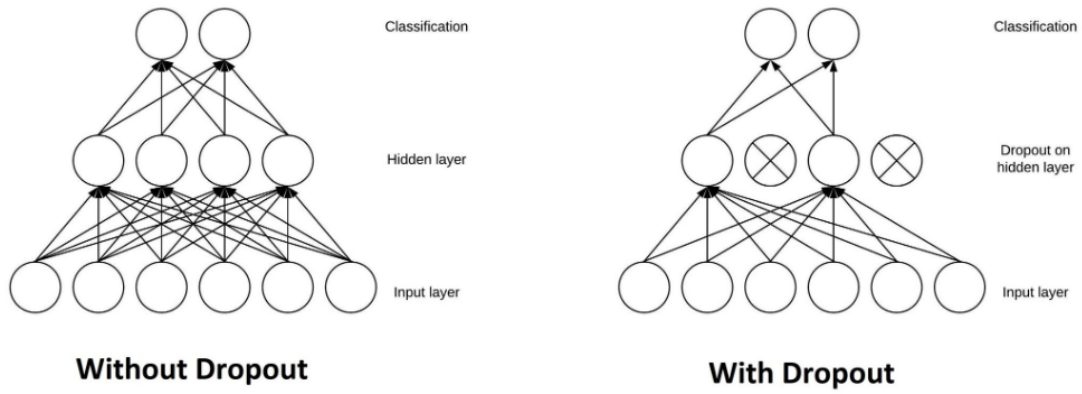 Classification
Hidden layer
Input layer
Without Dropout
Classification
Dropout on
hidden layer
Input layer
With Dropout